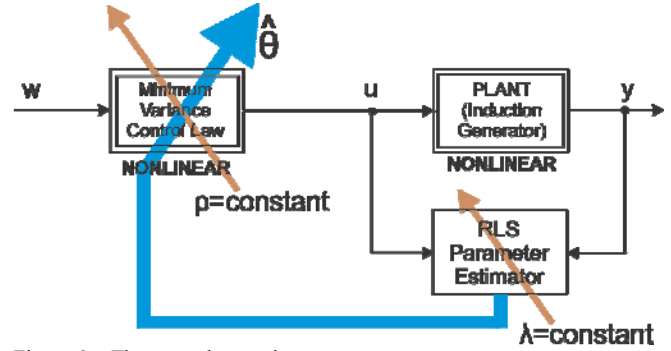 θ̂
w
Minimum
Variance
Control Law
NONLINEAR
ρ=constant
u
PLANT
(Induction
Generator)
NONLINEAR
y
RLS
Parameter
Estimator
λ=constant